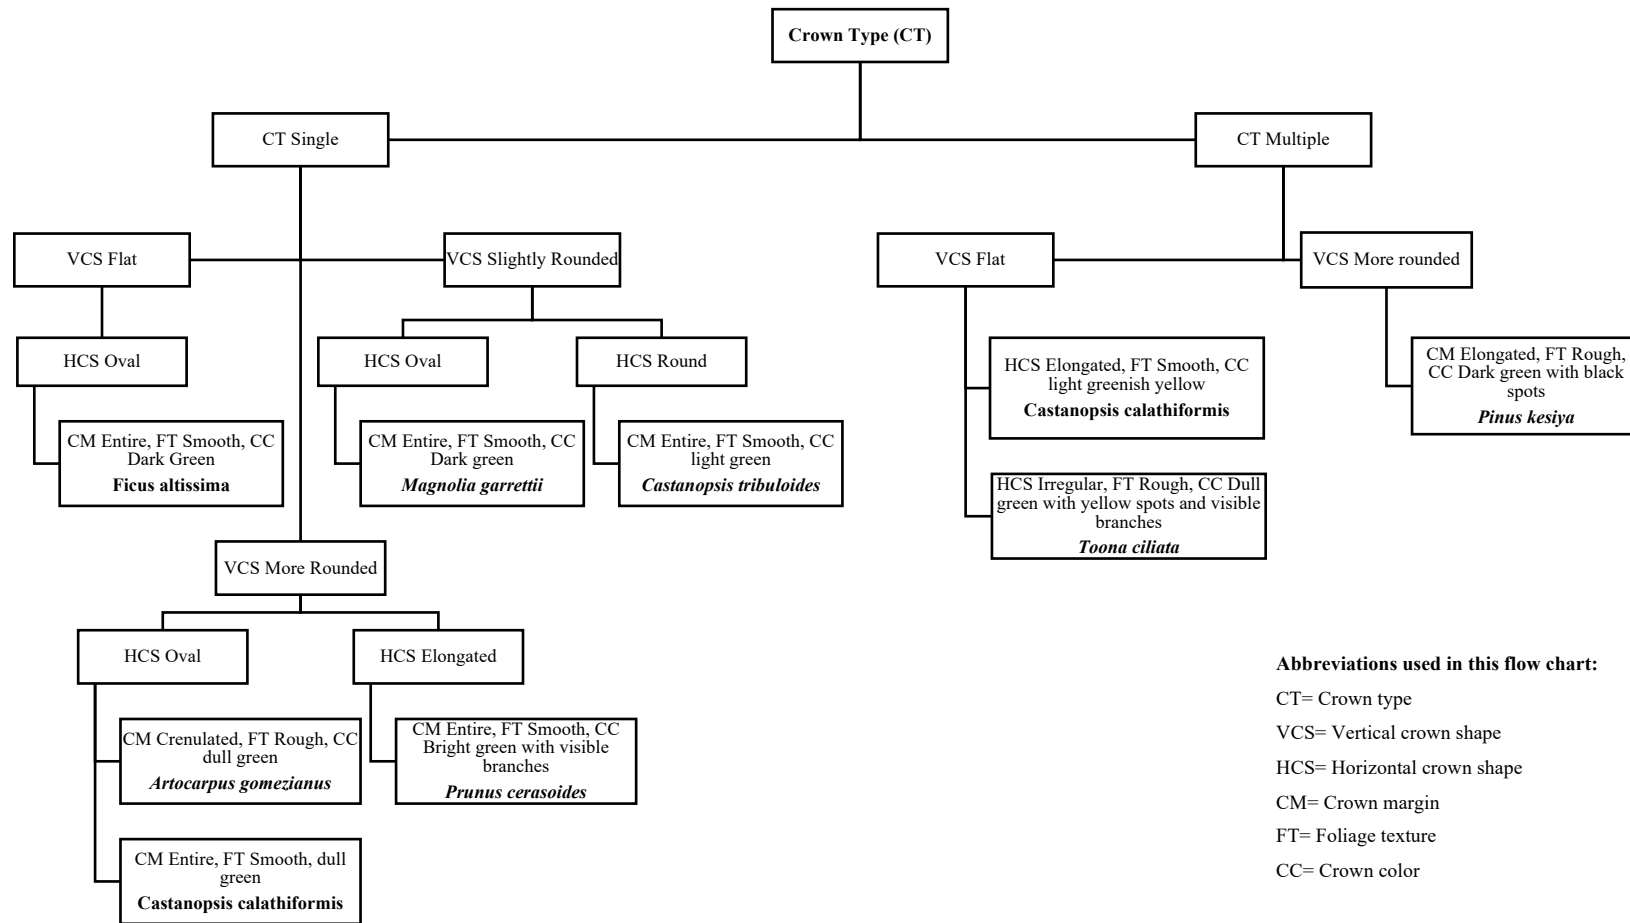 Crown Type (CT)
CT Single
CT Multiple
VCS Flat
VCS Slightly Rounded
VCS Flat
VCS More rounded
HCS Oval
HCS Oval
HCS Round
HCS Elongated, FT Smooth, CC
light greenish yellow
Castanopsis calathiformis
CM Elongated, FT Rough,
CC Dark green with black
spots
Pinus kesiya
CM Entire, FT Smooth, CC
Dark Green
Ficus altissima
CM Entire, FT Smooth, CC
Dark green
Magnolia garrettii
CM Entire, FT Smooth, CC
light green
Castanopsis tribuloides
HCS Irregular, FT Rough, CC Dull
green with yellow spots and visible
branches
Toona ciliata
VCS More Rounded
HCS Oval
HCS Elongated
CM Crenulated, FT Rough, CC
dull green
Artocarpus gomezianus
CM Entire, FT Smooth, CC
Bright green with visible
branches
Prunus cerasoides
CM Entire, FT Smooth, dull
green
Castanopsis calathiformis
Abbreviations used in this flow chart:
CT= Crown type
VCS= Vertical crown shape
HCS= Horizontal crown shape
CM= Crown margin
FT= Foliage texture
CC= Crown color